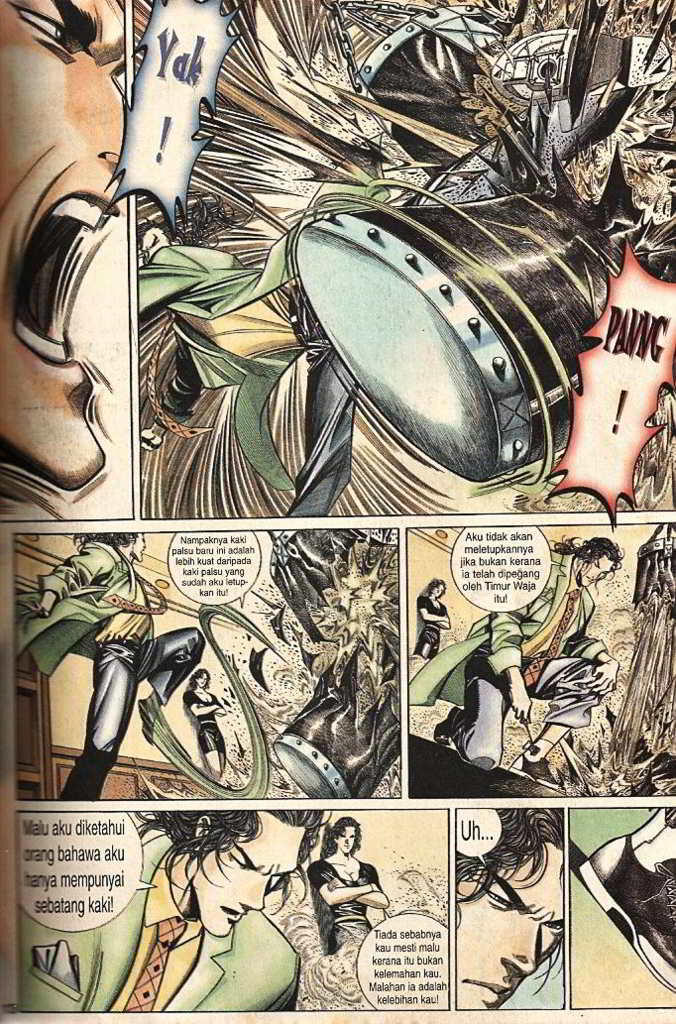 Yak
!
PANNG
!
Nampaknya kaki
palsu baru ini adalah
lebih kuat daripada
kaki palsu yang
sudah aku letup-
kan itu!
Aku tidak akan
meletupkannya
jika bukan kerana
ia telah dipegang
oleh Timur Waja
itu!
Malu aku diketahui
orang bahawa aku
hanya mempunyai
sebatang kaki!
Tiada sebabnya
kau mesti malu
kerana itu bukan
kelemahan kau.
Malahan ia adalah
kelebihan kau!
Uh...